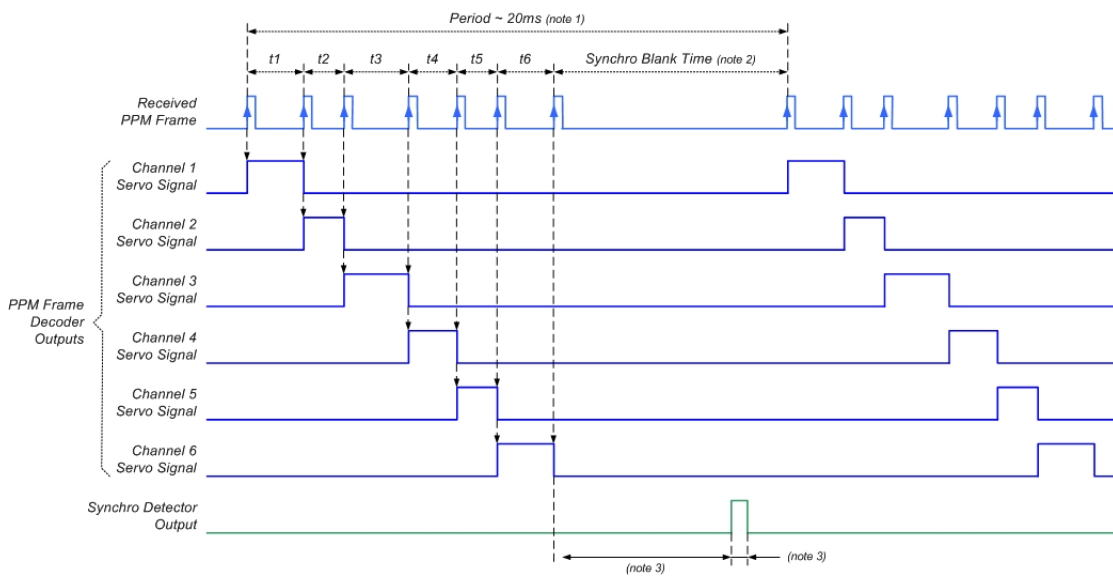 Period ~ 20ms (note 1)
t1 t2 t3 t4 t5 t6 Synchro Blank Time (note 2)
Received
PPM Frame
Channel 1
Servo Signal
Channel 2
Servo Signal
Channel 3
Servo Signal
PPM Frame
Decoder
Outputs
Channel 4
Servo Signal
Channel 5
Servo Signal
Channel 6
Servo Signal
Synchro Detector
Output
(note 3)
(note 3)